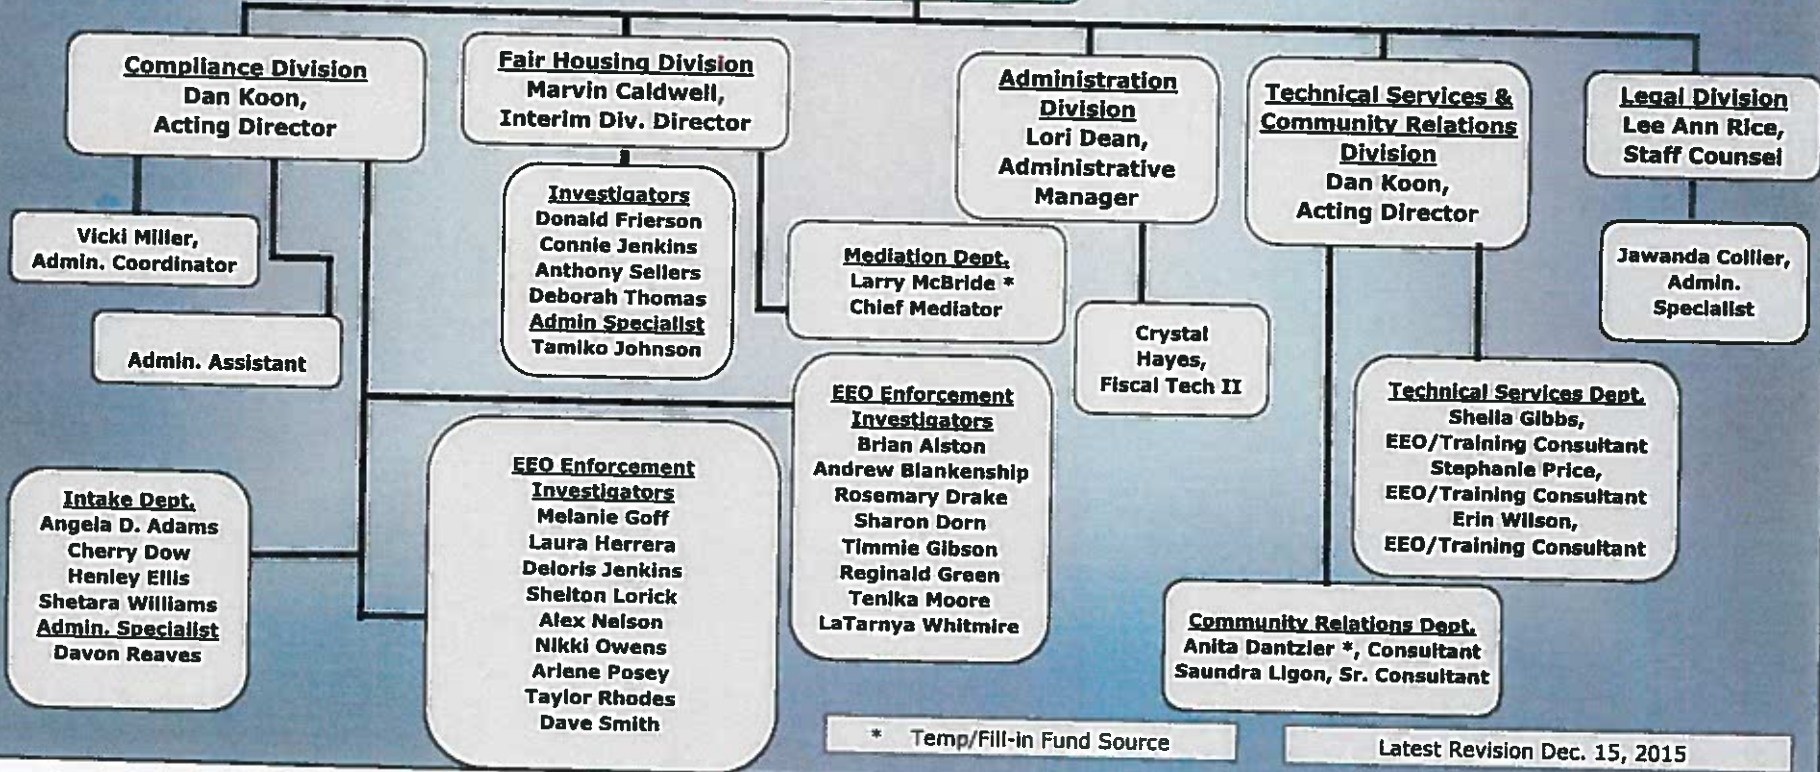 Compliance Division
Dan Koon,
Acting Director
Fair Housing Division
Marvin Caldwell,
Interim Div. Director
Administration
Division
Lori Dean,
Administrative
Manager
Technical Services &
Community Relations
Division
Dan Koon,
Acting Director
Legal Division
Lee Ann Rice,
Staff Counsel
Vicki Miller,
Admin. Coordinator
Admin. Assistant
Investigators
Donald Frierson
Connie Jenkins
Anthony Sellers
Deborah Thomas
Admin Specialist
Tamiko Johnson
Mediation Dept.
Larry McBride *
Chief Mediator
Crystal
Hayes,
Fiscal Tech II
Jawanda Collier,
Admin.
Specialist
Technical Services Dept.
Sheila Gibbs,
EEO/Training Consultant
Stephanie Price,
EEO/Training Consultant
Erin Wilson,
EEO/Training Consultant
EEO Enforcement
Investigators
Brian Alston
Andrew Blankenship
Rosemary Drake
Sharon Dorn
Timmie Gibson
Reginald Green
Tenika Moore
LaTarnya Whitmire
EEO Enforcement
Investigators
Melanie Goff
Laura Herrera
Deloris Jenkins
Shelton Lorick
Alex Nelson
Nikki Owens
Arlene Posey
Taylor Rhodes
Dave Smith
Intake Dept.
Angela D. Adams
Cherry Dow
Henley Ellis
Shetara Williams
Admin. Specialist
Davon Reaves
Community Relations Dept.
Anita Dantzler *, Consultant
Saundra Ligon, Sr. Consultant
* Temp/Fill-in Fund Source
Latest Revision Dec. 15, 2015